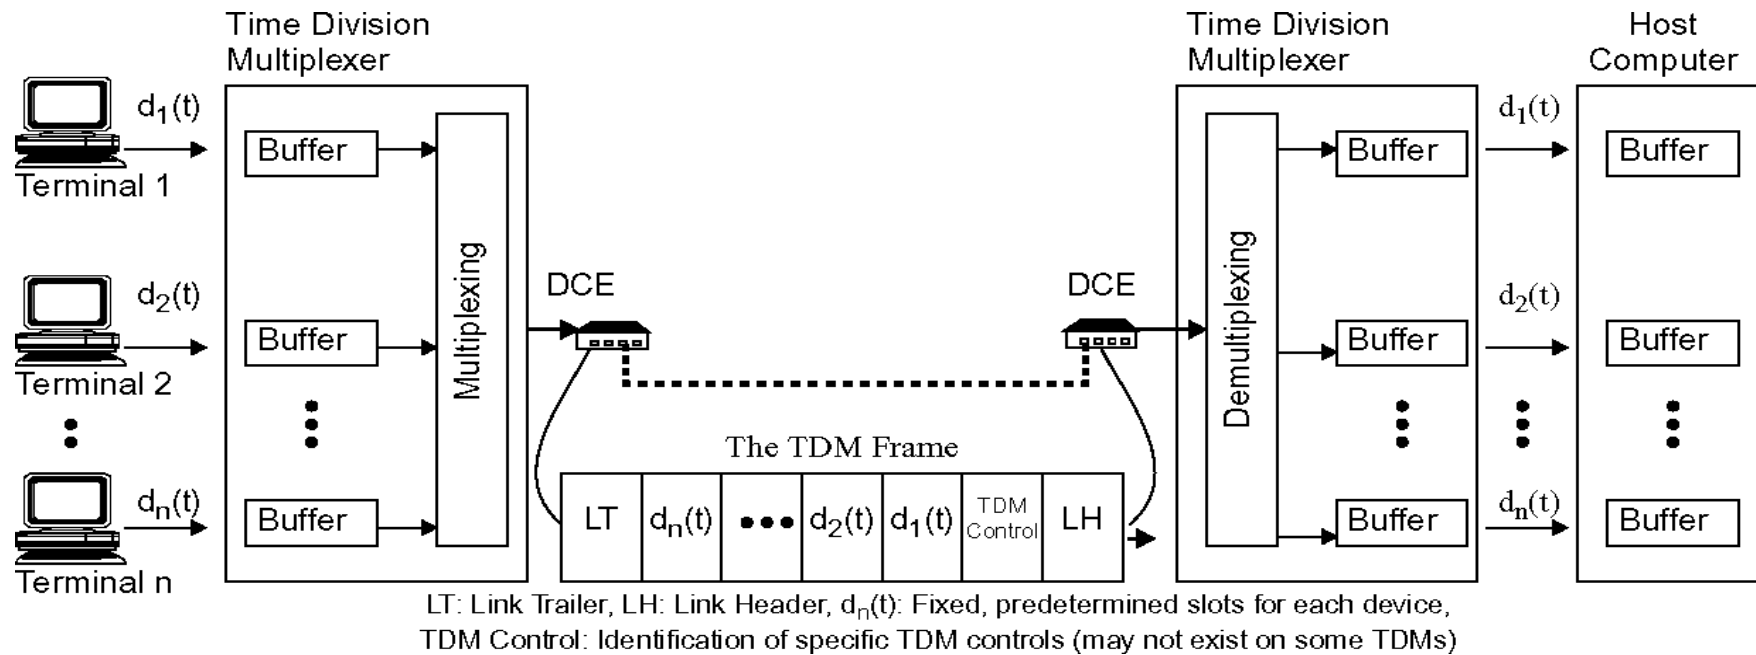 Time Division
Multiplexer
Time Division
Multiplexer
Host
Computer
d₁(t)
Buffer
Terminal 1
d₂(t)
Buffer
Terminal 2
dₙ(t)
Buffer
Terminal n
Multiplexing
DCE
DCE
Demultiplexing
Buffer
Buffer
Buffer
d₁(t)
d₂(t)
dₙ(t)
Buffer
Buffer
Buffer
The TDM Frame
LT
dₙ(t)
d₂(t)
d₁(t)
TDM
Control
LH
LT: Link Trailer, LH: Link Header, dₙ(t): Fixed, predetermined slots for each device,
TDM Control: Identification of specific TDM controls (may not exist on some TDMs)